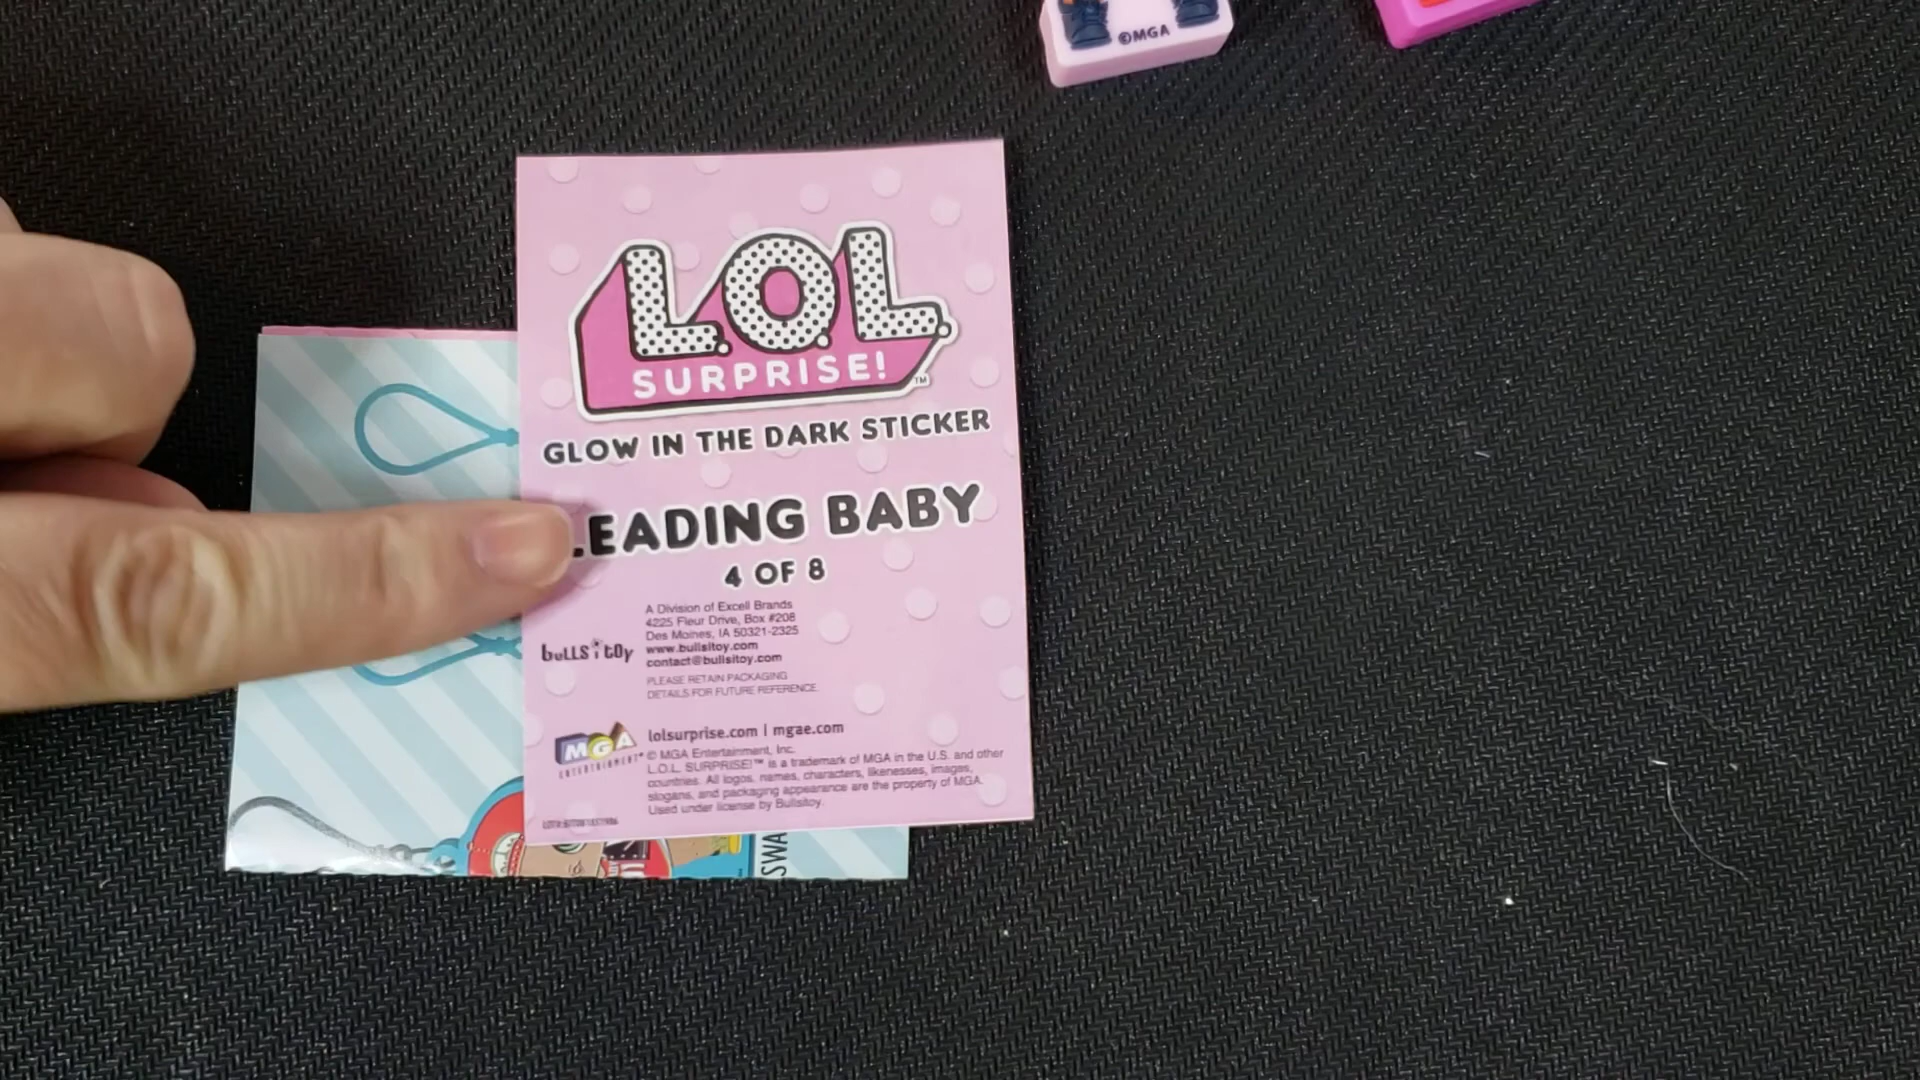 ©MGA
L.O.L.
SURPRISE!™
GLOW IN THE DARK STICKER
LEADING BABY
4 OF 8
A Division of Excell Brands
4225 Fleur Drive, Box #208
Des Moines, IA 50321-2325
bulls i toy
www.bullsitoy.com
contact@bullsitoy.com
PLEASE RETAIN PACKAGING
DETAILS FOR FUTURE REFERENCE.
MGA
ENTERTAINMENT
lolsurprise.com | mgae.com
© MGA Entertainment, Inc.
L.O.L. SURPRISE!™ is a trademark of MGA in the U.S. and other
countries. All logos, names, characters, likenesses, images,
slogans, and packaging appearance are the property of MGA.
Used under license by Bullsitoy.
SWA